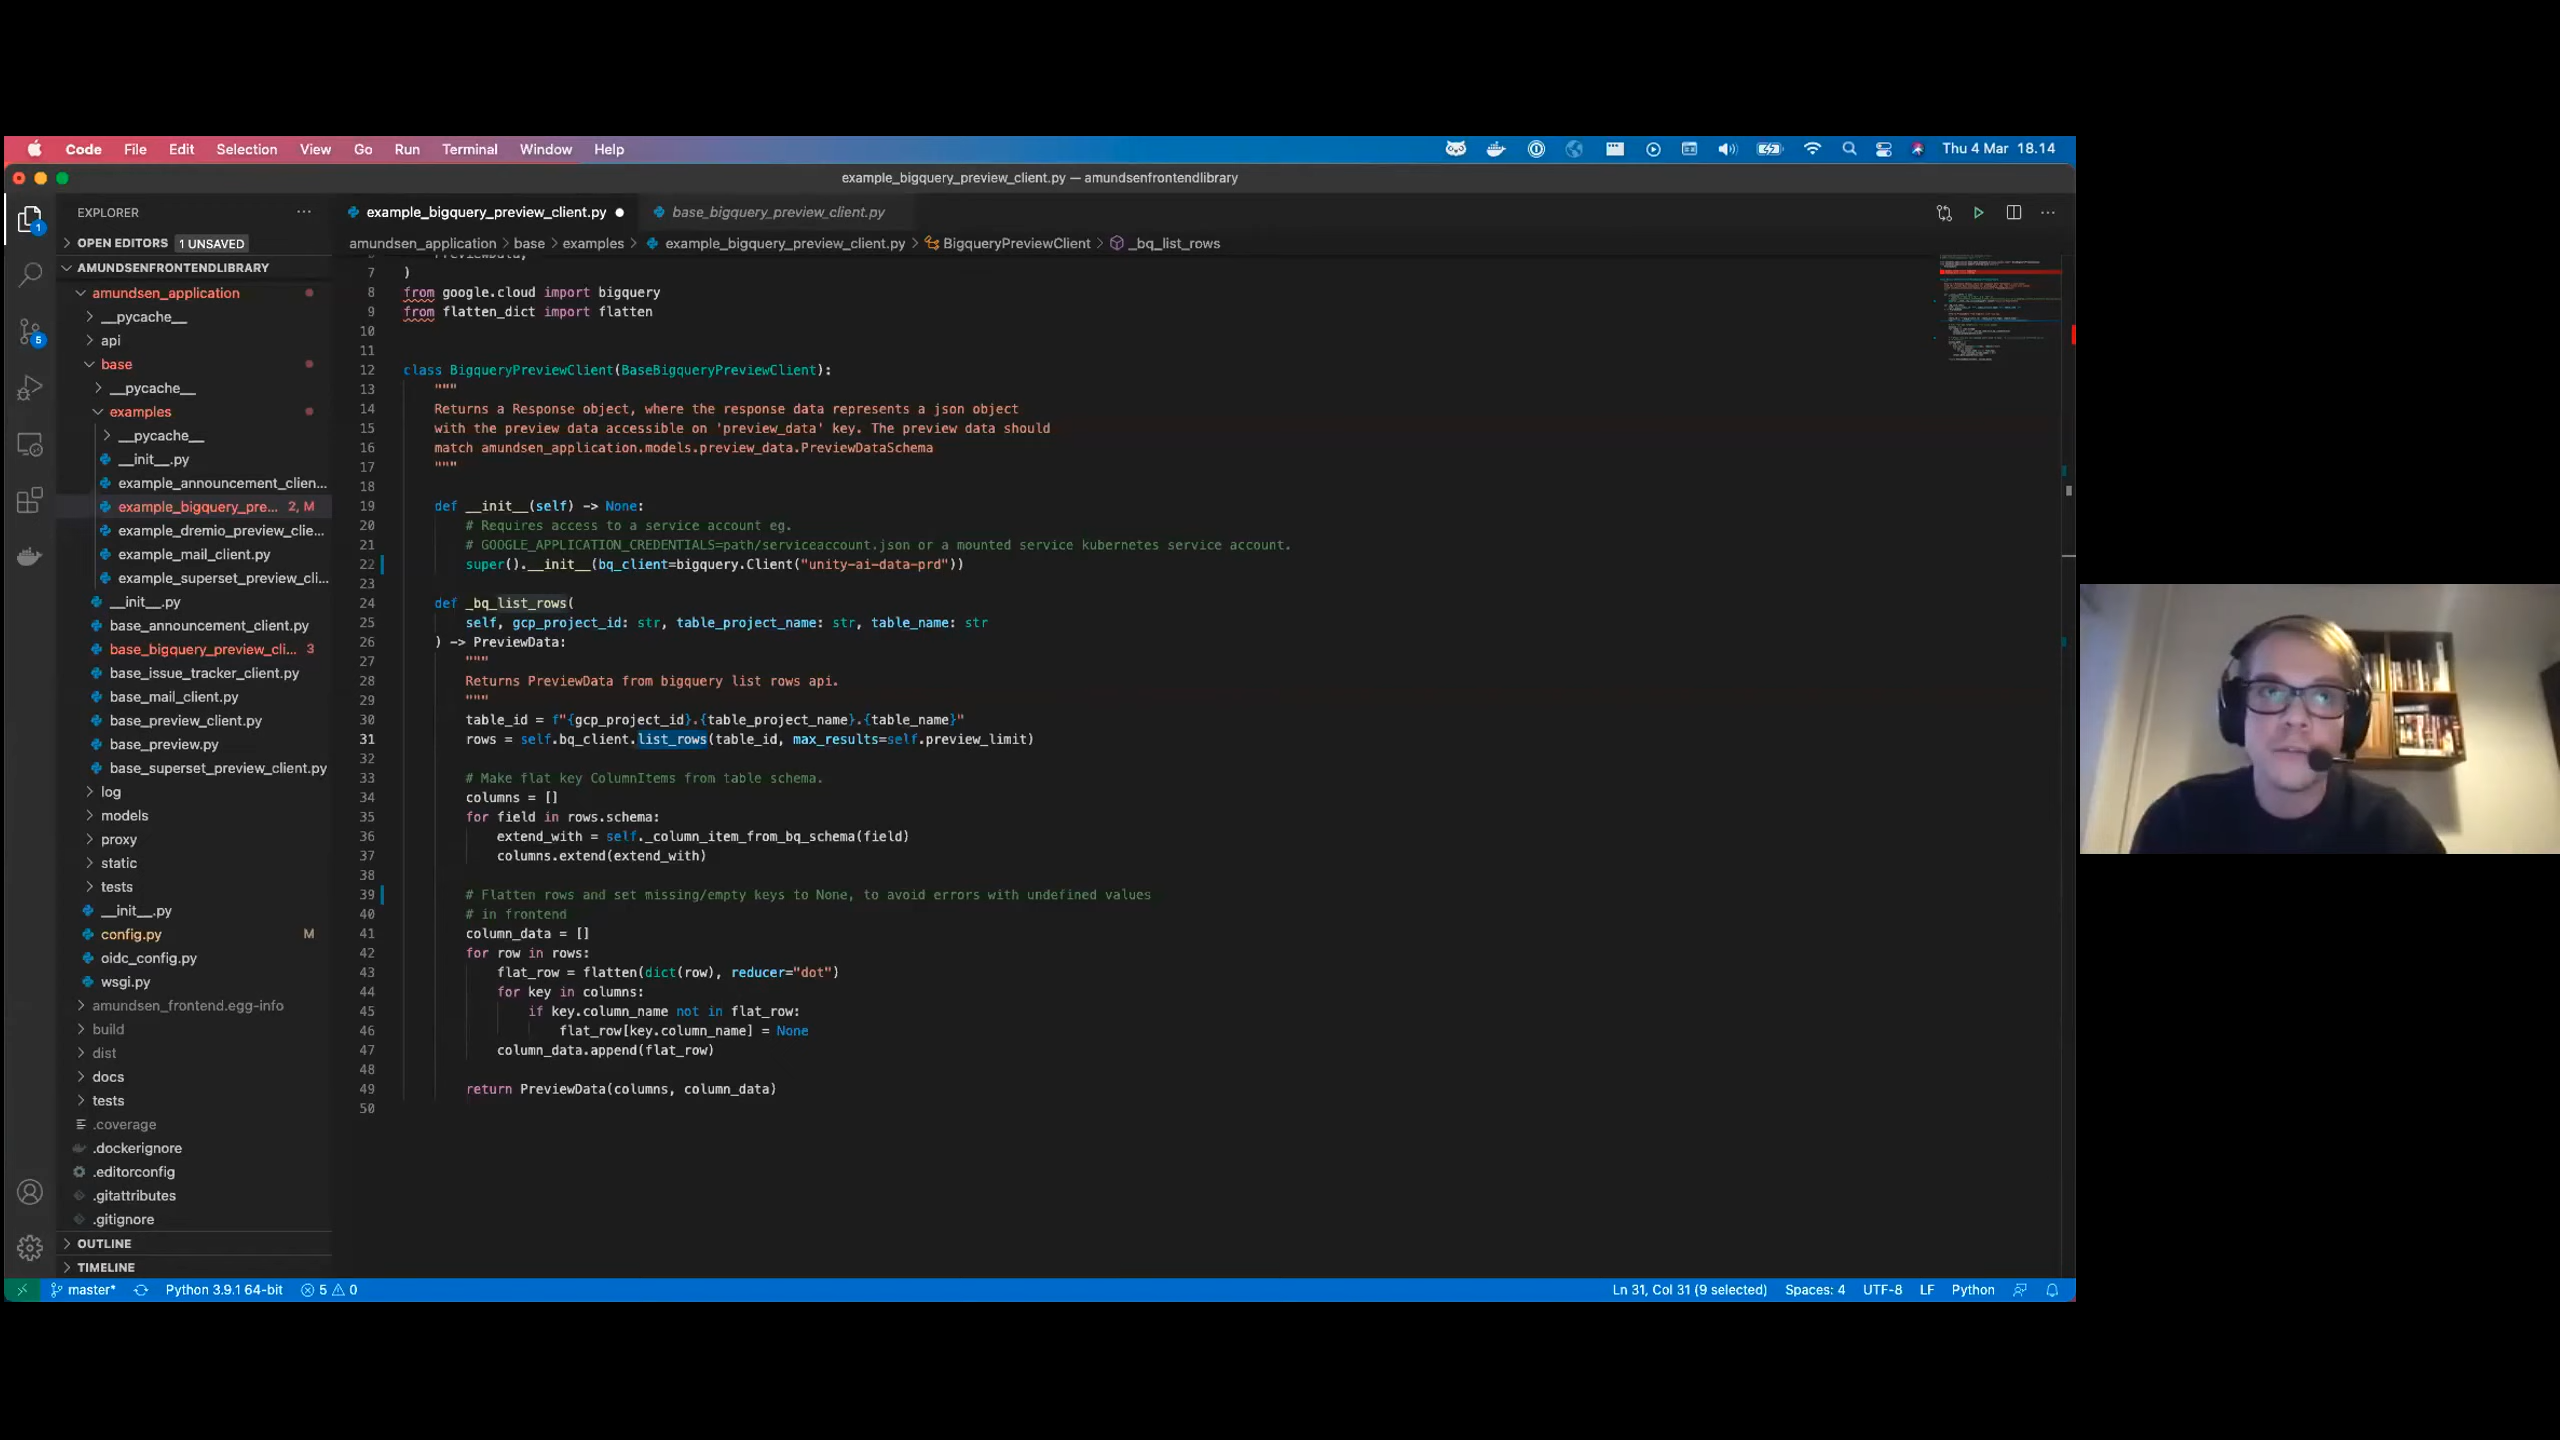 Code File Edit Selection View Go Run Terminal Window Help Thu 4 Mar 18.14
example_bigquery_preview_client.py — amundsenfrontendlibrary
EXPLORER
OPEN EDITORS 1 UNSAVED
AMUNDSENFRONTENDLIBRARY
amundsen_application
__pycache__
api
base
__pycache__
examples
__pycache__
__init__.py
example_announcement_clien...
example_bigquery_pre... 2, M
example_dremio_preview_clie...
example_mail_client.py
example_superset_preview_cli...
__init__.py
base_announcement_client.py
base_bigquery_preview_cli... 3
base_issue_tracker_client.py
base_mail_client.py
base_preview_client.py
base_preview.py
base_superset_preview_client.py
log
models
proxy
static
tests
__init__.py
config.py M
oidc_config.py
wsgi.py
amundsen_frontend.egg-info
build
dist
docs
tests
.coverage
.dockerignore
.editorconfig
.gitattributes
.gitignore
OUTLINE
TIMELINE
1
5
example_bigquery_preview_client.py base_bigquery_preview_client.py
amundsen_application > base > examples > example_bigquery_preview_client.py > BigqueryPreviewClient > _bq_list_rows
7 )
8 from google.cloud import bigquery
9 from flatten_dict import flatten
10
11
12 class BigqueryPreviewClient(BaseBigqueryPreviewClient):
13 """
14 Returns a Response object, where the response data represents a json object
15 with the preview data accessible on 'preview_data' key. The preview data should
16 match amundsen_application.models.preview_data.PreviewDataSchema
17 """
18
19 def __init__(self) -> None:
20 # Requires access to a service account eg.
21 # GOOGLE_APPLICATION_CREDENTIALS=path/serviceaccount.json or a mounted service kubernetes service account.
22 super().__init__(bq_client=bigquery.Client("unity-ai-data-prd"))
23
24 def _bq_list_rows(
25 self, gcp_project_id: str, table_project_name: str, table_name: str
26 ) -> PreviewData:
27 """
28 Returns PreviewData from bigquery list rows api.
29 """
30 table_id = f"{gcp_project_id}.{table_project_name}.{table_name}"
31 rows = self.bq_client.list_rows(table_id, max_results=self.preview_limit)
32
33 # Make flat key ColumnItems from table schema.
34 columns = []
35 for field in rows.schema:
36 extend_with = self._column_item_from_bq_schema(field)
37 columns.extend(extend_with)
38
39 # Flatten rows and set missing/empty keys to None, to avoid errors with undefined values
40 # in frontend
41 column_data = []
42 for row in rows:
43 flat_row = flatten(dict(row), reducer="dot")
44 for key in columns:
45 if key.column_name not in flat_row:
46 flat_row[key.column_name] = None
47 column_data.append(flat_row)
48
49 return PreviewData(columns, column_data)
50
master* Python 3.9.1 64-bit 5 0 Ln 31, Col 31 (9 selected) Spaces: 4 UTF-8 LF Python